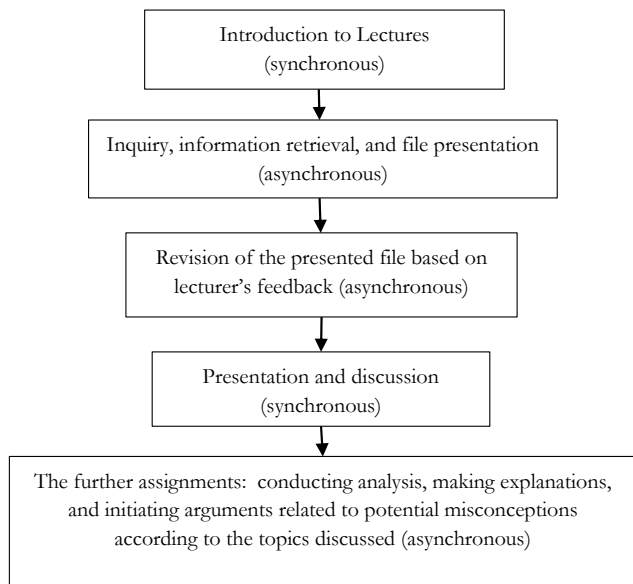 Introduction to Lectures
(synchronous)
Inquiry, information retrieval, and file presentation
(asynchronous)
Revision of the presented file based on
lecturer’s feedback (asynchronous)
Presentation and discussion
(synchronous)
The further assignments:  conducting analysis, making explanations,
and initiating arguments related to potential misconceptions
according to the topics discussed (asynchronous)